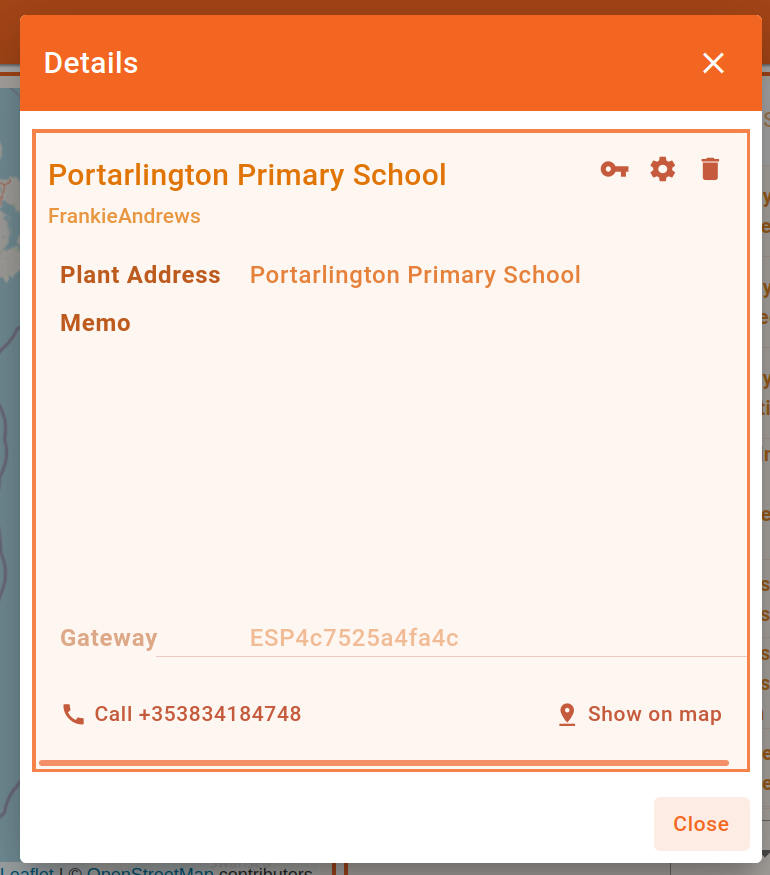 Details
Portarlington Primary School
FrankieAndrews
Plant Address Portarlington Primary School
Memo
Gateway ESP4c7525a4fa4c
Call +353834184748 Show on map
Close
Leaflet | © OpenStreetMap contributors